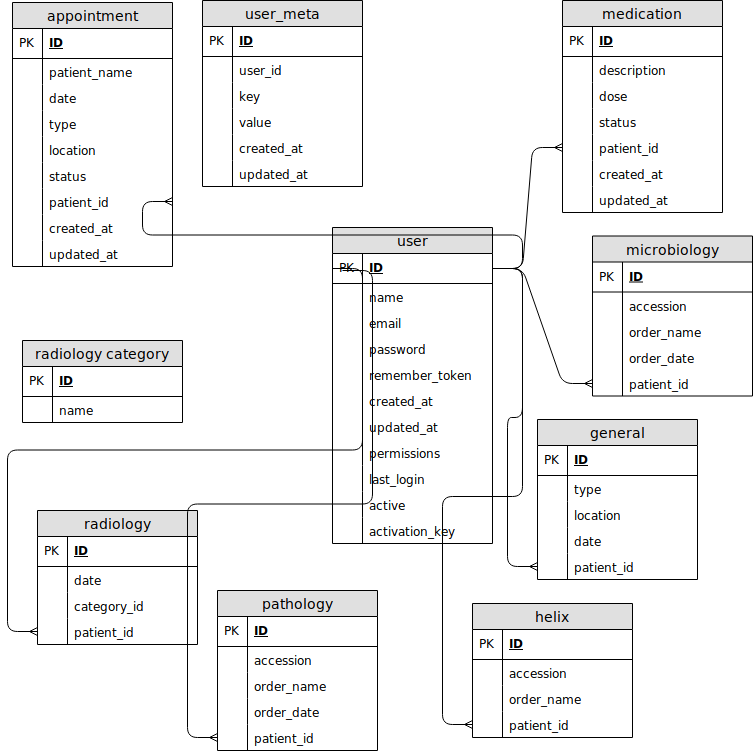 appointment
PK ID
patient_name
date
type
location
status
patient_id
created_at
updated_at
user_meta
PK ID
user_id
key
value
created_at
updated_at
medication
PK ID
description
dose
status
patient_id
created_at
updated_at
user
PK ID
name
email
password
remember_token
created_at
updated_at
permissions
last_login
active
activation_key
microbiology
PK ID
accession
order_name
order_date
patient_id
radiology category
PK ID
name
general
PK ID
type
location
date
patient_id
radiology
PK ID
date
category_id
patient_id
pathology
PK ID
accession
order_name
order_date
patient_id
helix
PK ID
accession
order_name
patient_id